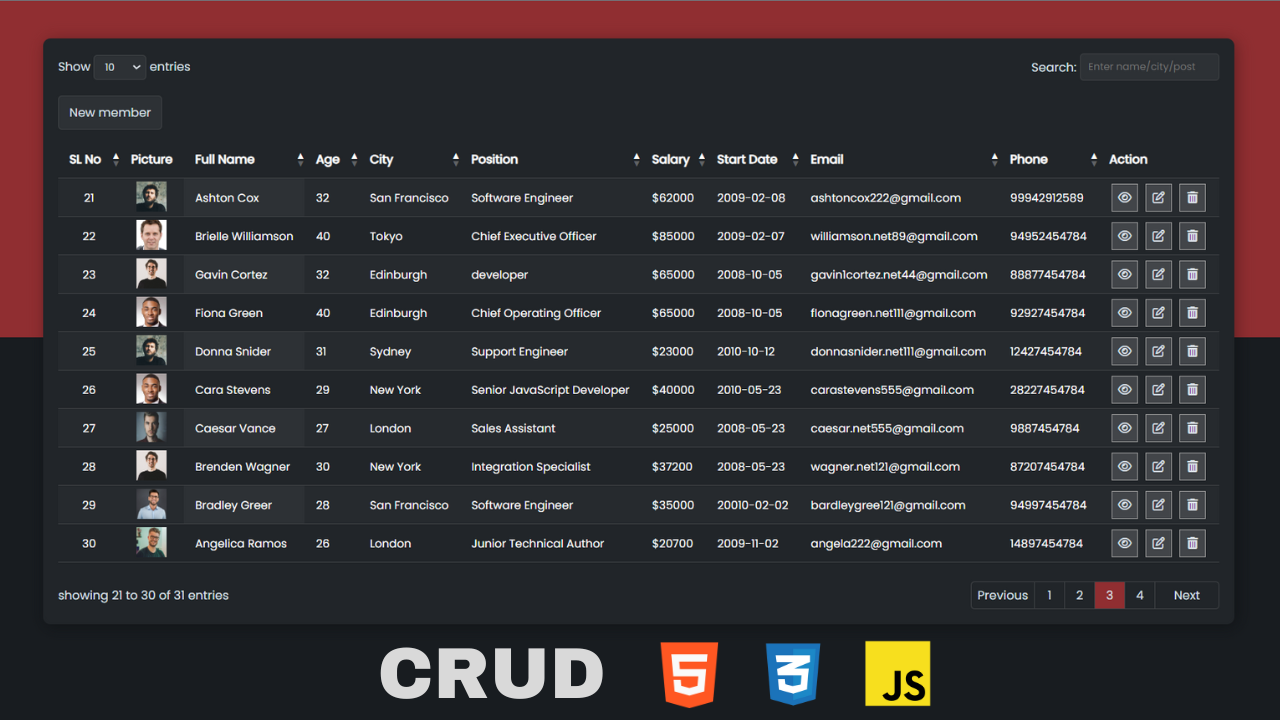 Show 10 entries Search: Enter name/city/post
New member
SL No Picture Full Name Age City Position Salary Start Date Email Phone Action
21 Ashton Cox 32 San Francisco Software Engineer $62000 2009-02-08 ashtoncox222@gmail.com 99942912589
22 Brielle Williamson 40 Tokyo Chief Executive Officer $85000 2009-02-07 williamson.net89@gmail.com 94952454784
23 Gavin Cortez 32 Edinburgh developer $65000 2008-10-05 gavin1cortez.net44@gmail.com 88877454784
24 Fiona Green 40 Edinburgh Chief Operating Officer $65000 2008-10-05 fionagreen.net111@gmail.com 92927454784
25 Donna Snider 31 Sydney Support Engineer $23000 2010-10-12 donnasnider.net111@gmail.com 12427454784
26 Cara Stevens 29 New York Senior JavaScript Developer $40000 2010-05-23 carastevens555@gmail.com 28227454784
27 Caesar Vance 27 London Sales Assistant $25000 2008-05-23 caesar.net555@gmail.com 9887454784
28 Brenden Wagner 30 New York Integration Specialist $37200 2008-05-23 wagner.net121@gmail.com 87207454784
29 Bradley Greer 28 San Francisco Software Engineer $35000 20010-02-02 bardleygree121@gmail.com 94997454784
30 Angelica Ramos 26 London Junior Technical Author $20700 2009-11-02 angela222@gmail.com 14897454784
showing 21 to 30 of 31 entries Previous 1 2 3 4 Next
CRUD 5 3 JS